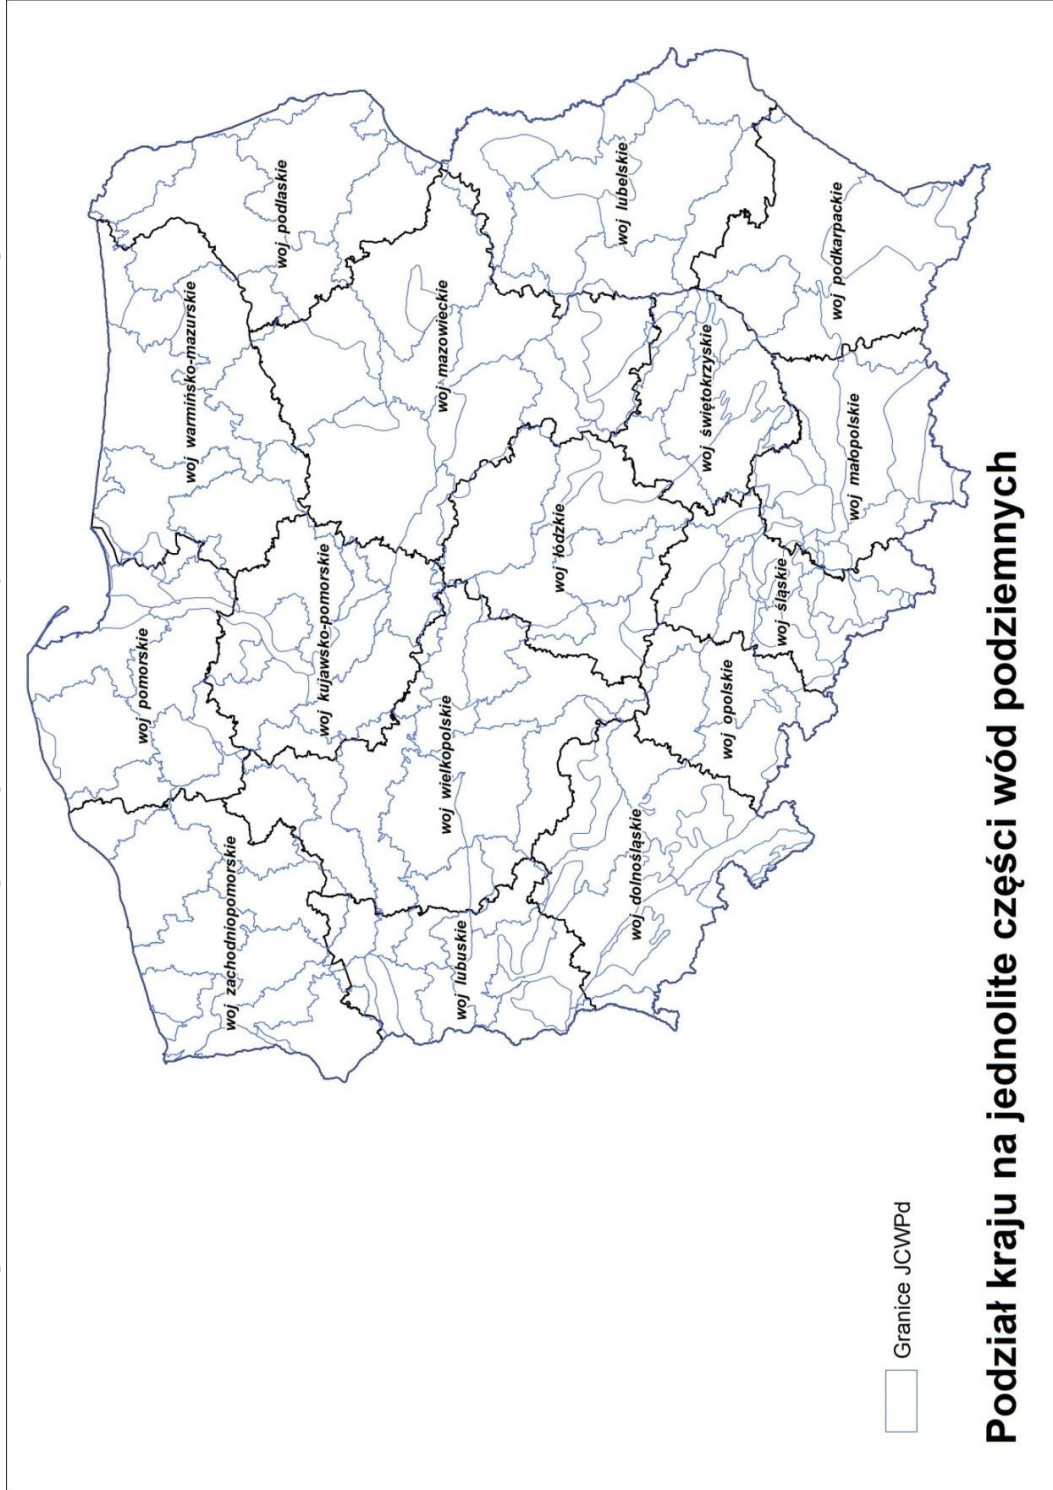 woj pomorskie
woj zachodniopomorskie
woj warmińsko-mazurskie
woj podlaskie
woj kujawsko-pomorskie
woj mazowieckie
woj wielkopolskie
woj lubuskie
woj łódzkie
woj lubelskie
woj dolnośląskie
woj opolskie
woj świętokrzyskie
woj śląskie
woj małopolskie
woj podkarpackie
Granice JCWPd
Podział kraju na jednolite części wód podziemnych